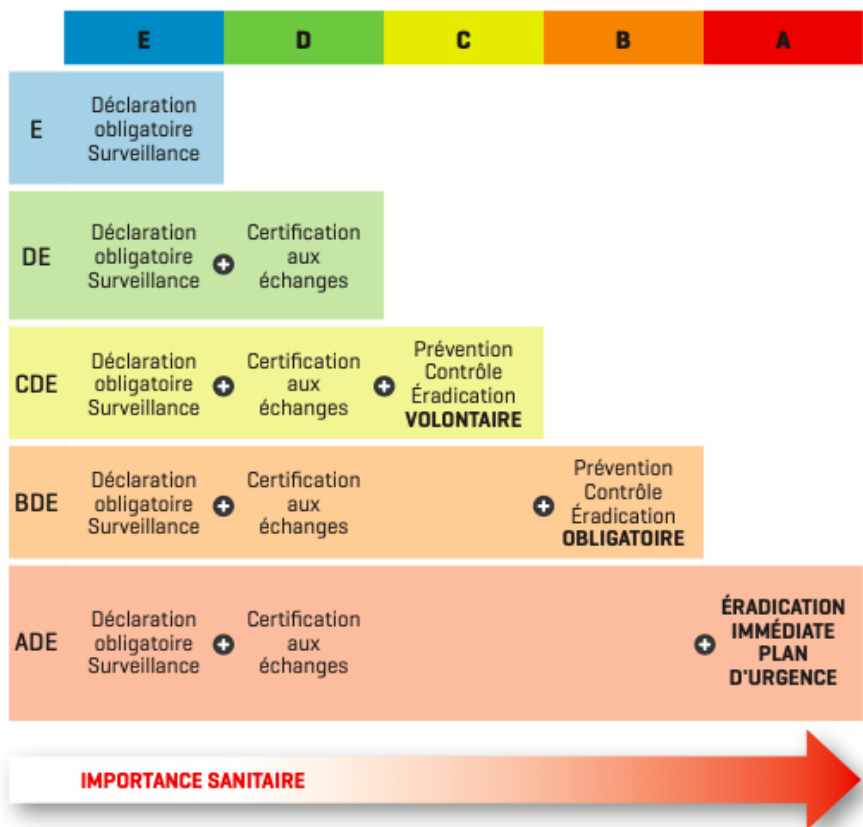 E D C B A
E
Déclaration
obligatoire
Surveillance
DE
Déclaration
obligatoire
Surveillance
+
Certification
aux
échanges
CDE
Déclaration
obligatoire
Surveillance
+
Certification
aux
échanges
+
Prévention
Contrôle
Éradication
VOLONTAIRE
BDE
Déclaration
obligatoire
Surveillance
+
Certification
aux
échanges
+
Prévention
Contrôle
Éradication
OBLIGATOIRE
ADE
Déclaration
obligatoire
Surveillance
+
Certification
aux
échanges
+
ÉRADICATION
IMMÉDIATE
PLAN
D'URGENCE
IMPORTANCE SANITAIRE